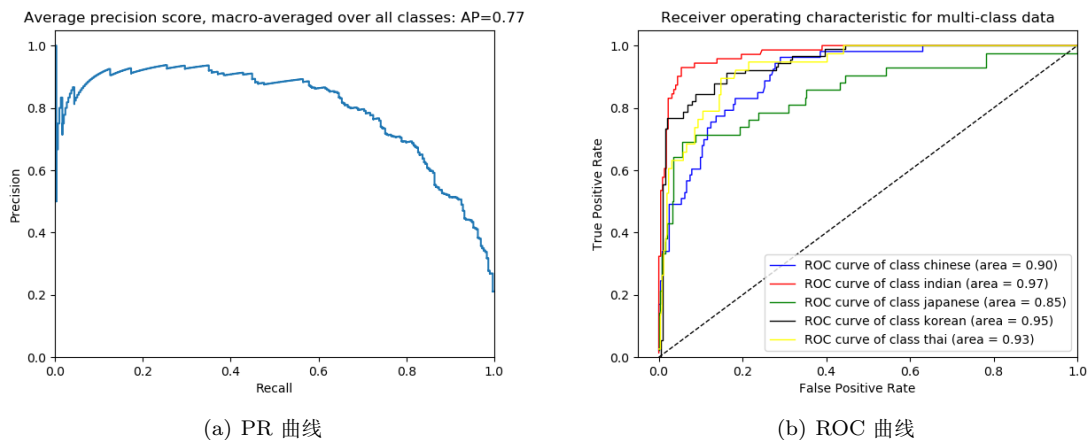 Average precision score, macro-averaged over all classes: AP=0.77
1.0
0.8
0.6
0.4
0.2
0.0
Precision
0.0 0.2 0.4 0.6 0.8 1.0
Recall
(a) PR 曲线
Receiver operating characteristic for multi-class data
1.0
0.8
0.6
0.4
0.2
0.0
True Positive Rate
ROC curve of class chinese (area = 0.90)
ROC curve of class indian (area = 0.97)
ROC curve of class japanese (area = 0.85)
ROC curve of class korean (area = 0.95)
ROC curve of class thai (area = 0.93)
0.0 0.2 0.4 0.6 0.8 1.0
False Positive Rate
(b) ROC 曲线